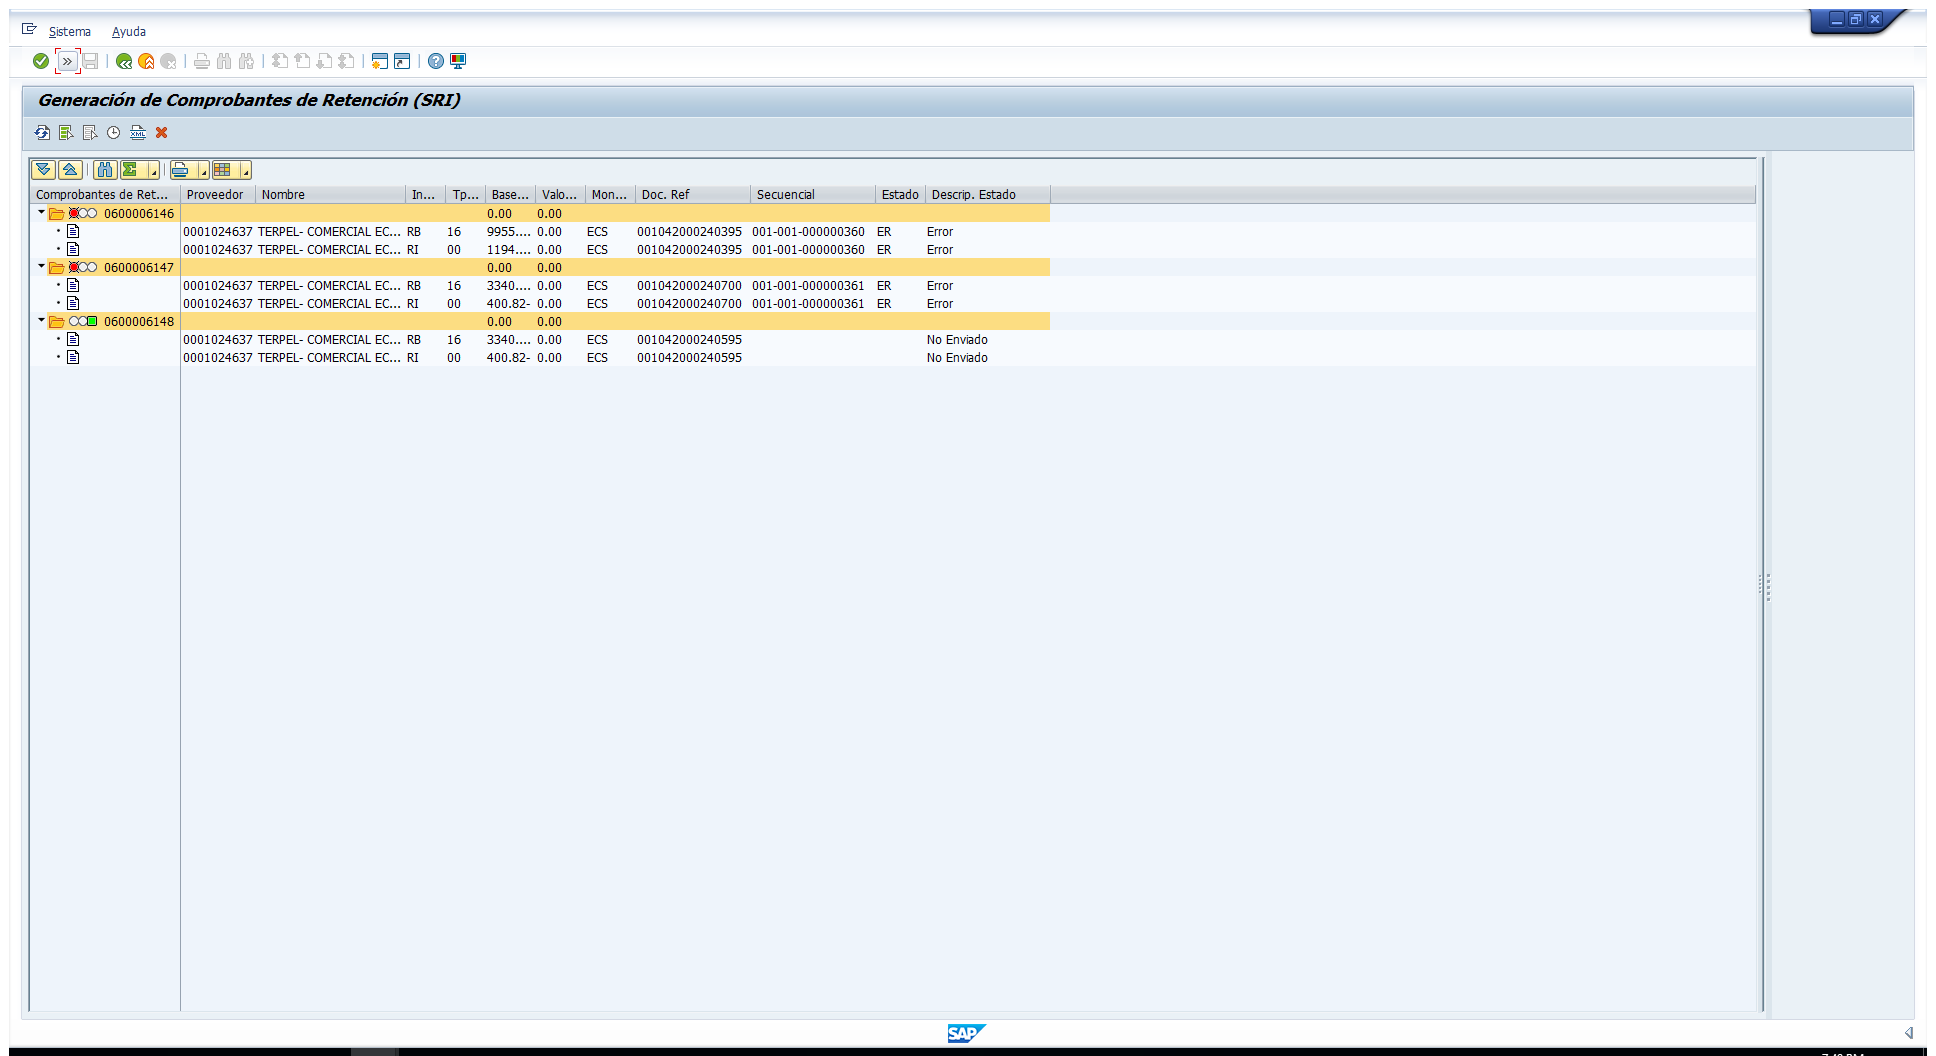 Sistema Ayuda
Generación de Comprobantes de Retención (SRI)
XML
Comprobantes de Ret... Proveedor Nombre In... Tp... Base... Valo... Mon... Doc. Ref Secuencial Estado Descrip. Estado
0600006146 0.00 0.00
0001024637 TERPEL- COMERCIAL EC... RB 16 9955.... 0.00 ECS 001042000240395 001-001-000000360 ER Error
0001024637 TERPEL- COMERCIAL EC... RI 00 1194.... 0.00 ECS 001042000240395 001-001-000000360 ER Error
0600006147 0.00 0.00
0001024637 TERPEL- COMERCIAL EC... RB 16 3340.... 0.00 ECS 001042000240700 001-001-000000361 ER Error
0001024637 TERPEL- COMERCIAL EC... RI 00 400.82- 0.00 ECS 001042000240700 001-001-000000361 ER Error
0600006148 0.00 0.00
0001024637 TERPEL- COMERCIAL EC... RB 16 3340.... 0.00 ECS 001042000240595 No Enviado
0001024637 TERPEL- COMERCIAL EC... RI 00 400.82- 0.00 ECS 001042000240595 No Enviado
SAP